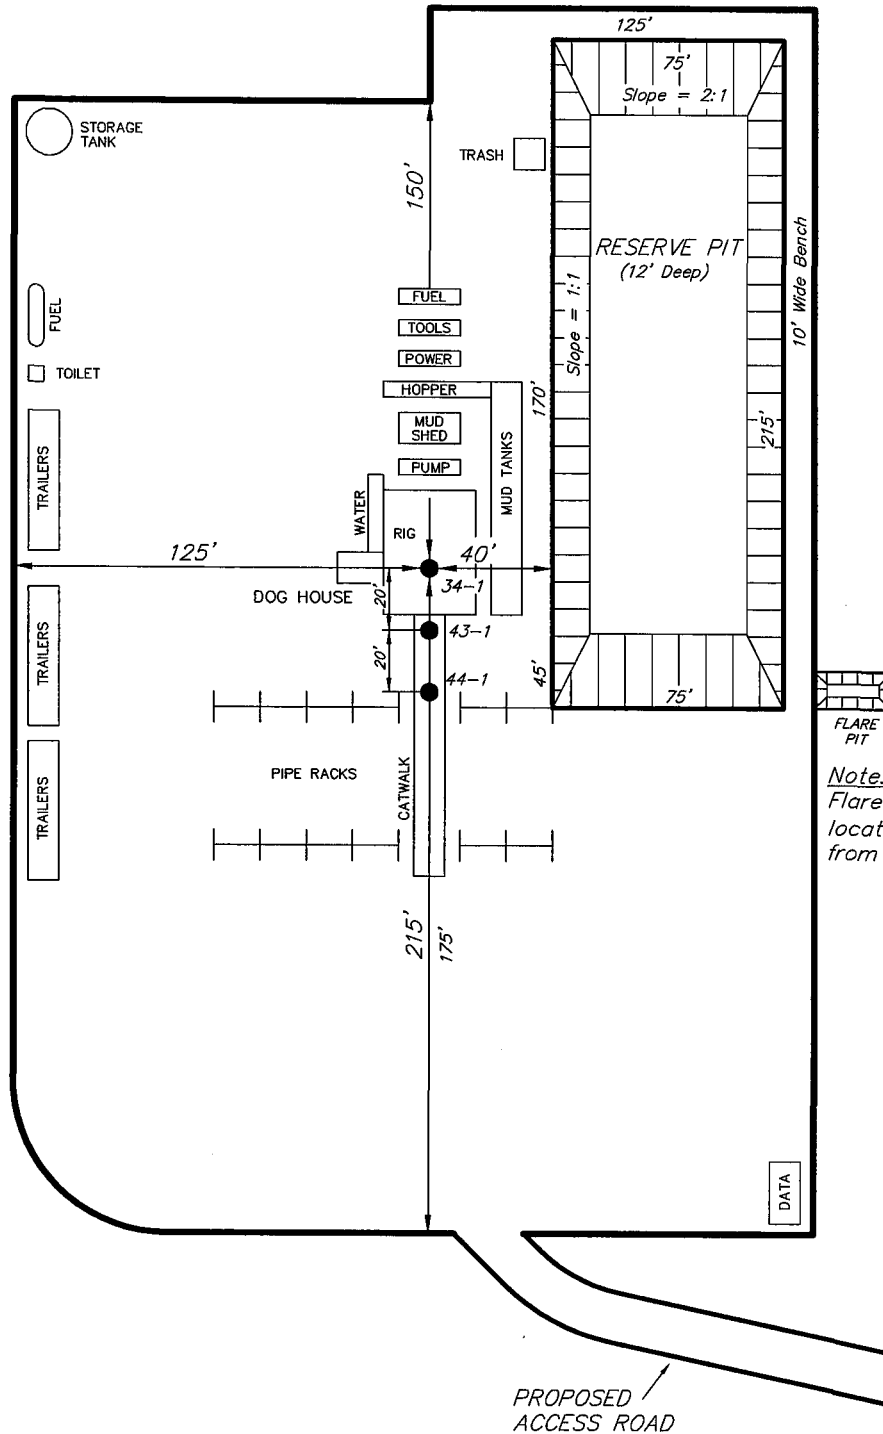 125'
75'
Slope = 2:1
STORAGE
TANK
TRASH
150'
RESERVE PIT
(12' Deep)
10' Wide Bench
FUEL
FUEL
TOOLS
Slope = 1:1
POWER
TOILET
HOPPER
170'
215'
MUD
SHED
TRAILERS
PUMP
MUD TANKS
WATER
RIG
125'
40'
34-1
DOG HOUSE
20'
43-1
TRAILERS
20'
44-1
45'
75'
FLARE
PIT
PIPE RACKS
CATWALK
TRAILERS
Note:
Flare
locat
from
215'
175'
DATA
PROPOSED
ACCESS ROAD